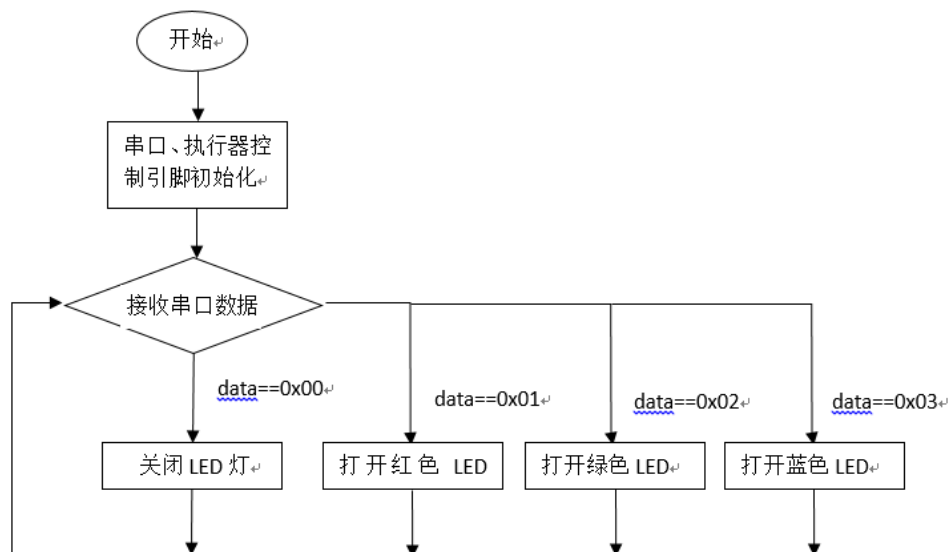 开始
串口、执行器控
制引脚初始化
接收串口数据
data==0x00
data==0x01
data==0x02
data==0x03
关闭 LED 灯
打开红色 LED
打开绿色 LED
打开蓝色 LED